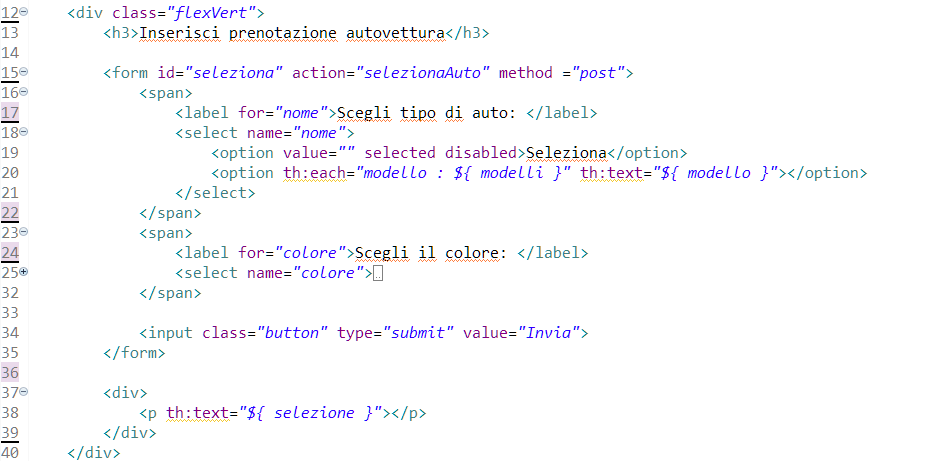 12 <div class="flexVert">
13 <h3>Inserisci prenotazione autovettura</h3>
14
15 <form id="seleziona" action="selezionaAuto" method ="post">
16 <span>
17 <label for="nome">Scegli tipo di auto: </label>
18 <select name="nome">
19 <option value="" selected disabled>Seleziona</option>
20 <option th:each="modello : ${ modelli }" th:text="${ modello }"></option>
21 </select>
22 </span>
23 <span>
24 <label for="colore">Scegli il colore: </label>
25 <select name="colore">
32 </span>
33
34 <input class="button" type="submit" value="Invia">
35 </form>
36
37 <div>
38 <p th:text="${ selezione }"></p>
39 </div>
40 </div>